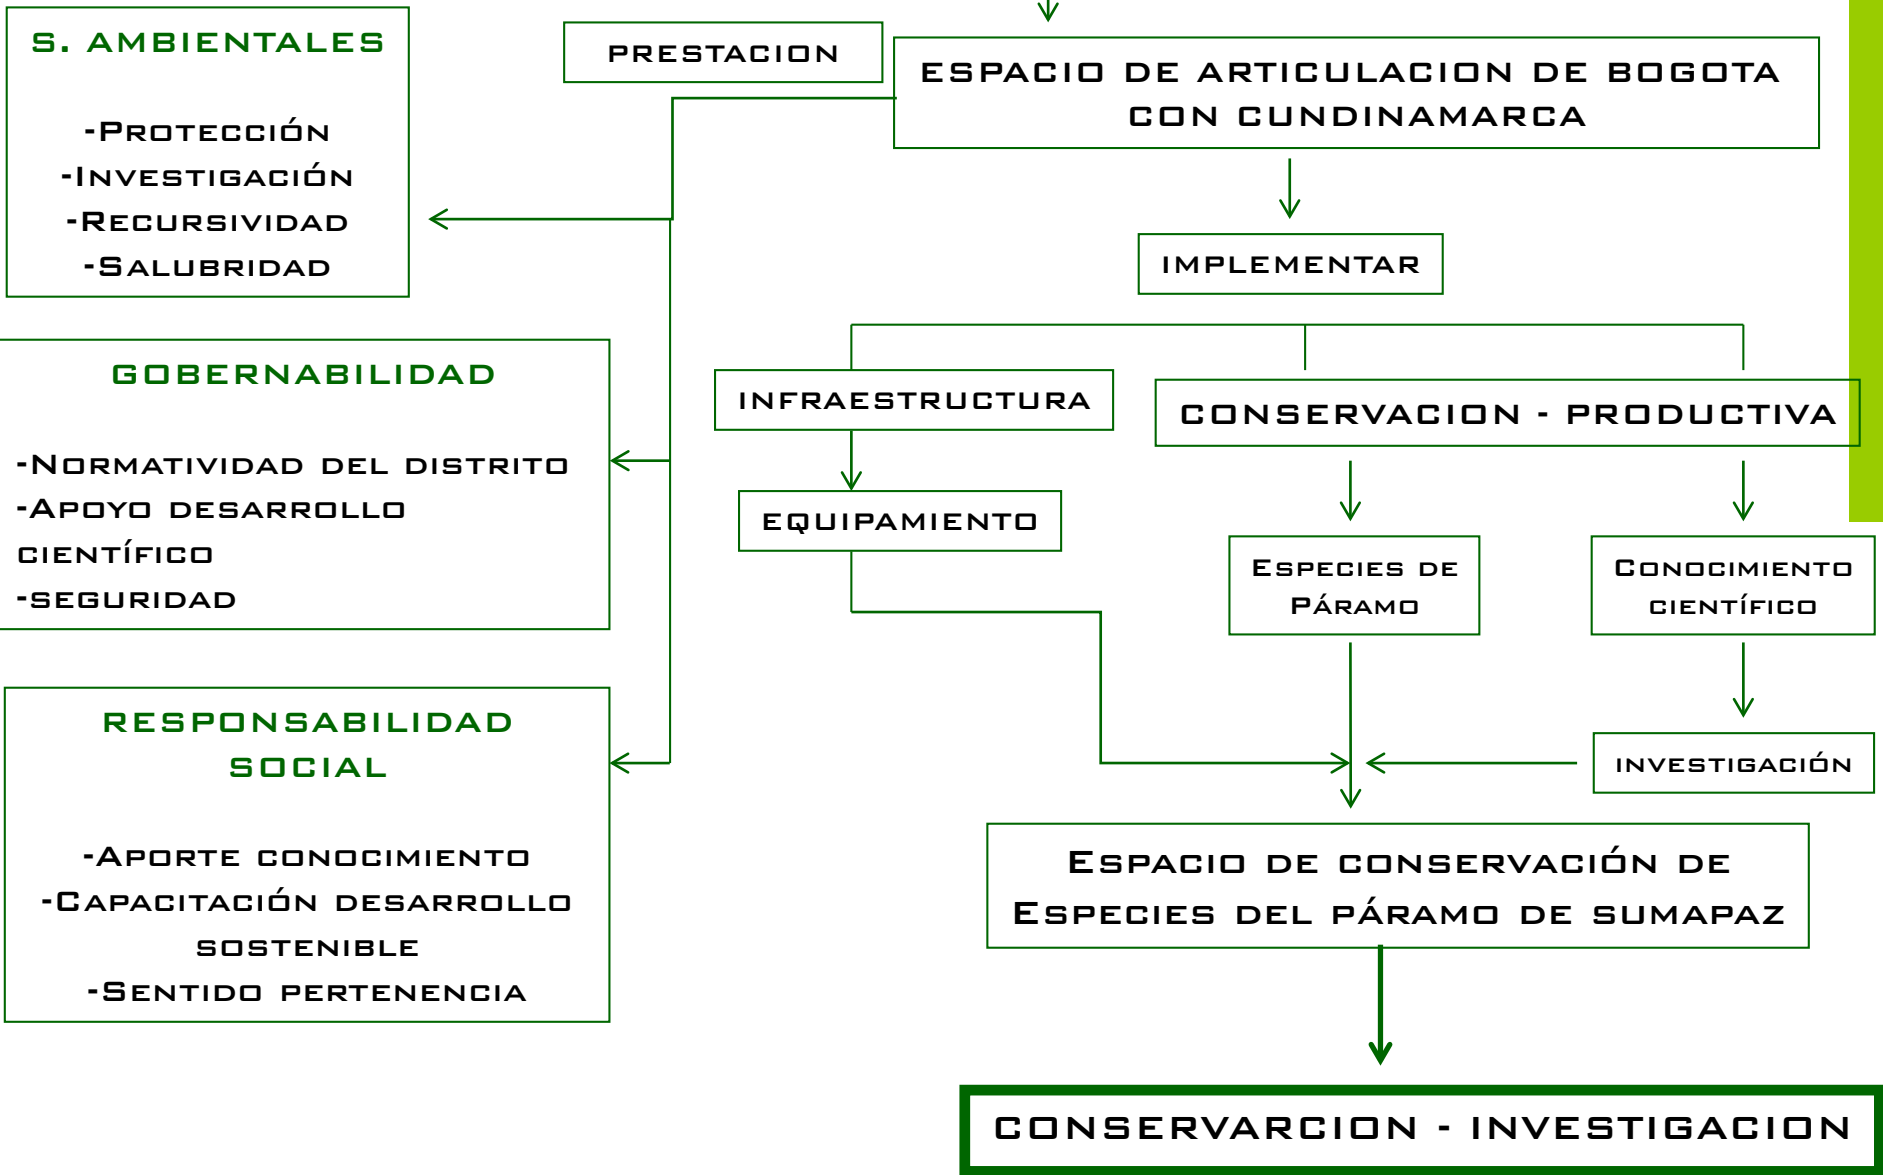 S. AMBIENTALES
-Protección
-Investigación
-Recursividad
-Salubridad
PRESTACION
ESPACIO DE ARTICULACION DE BOGOTA
CON CUNDINAMARCA
IMPLEMENTAR
GOBERNABILIDAD
-Normatividad del distrito
-Apoyo desarrollo
científico
-seguridad
INFRAESTRUCTURA
CONSERVACION - PRODUCTIVA
EQUIPAMIENTO
Especies de
Páramo
Conocimiento
científico
RESPONSABILIDAD
SOCIAL
-Aporte conocimiento
-Capacitación desarrollo
sostenible
-Sentido pertenencia
investigación
Espacio de conservación de
Especies del páramo de sumapaz
CONSERVARCION - INVESTIGACION